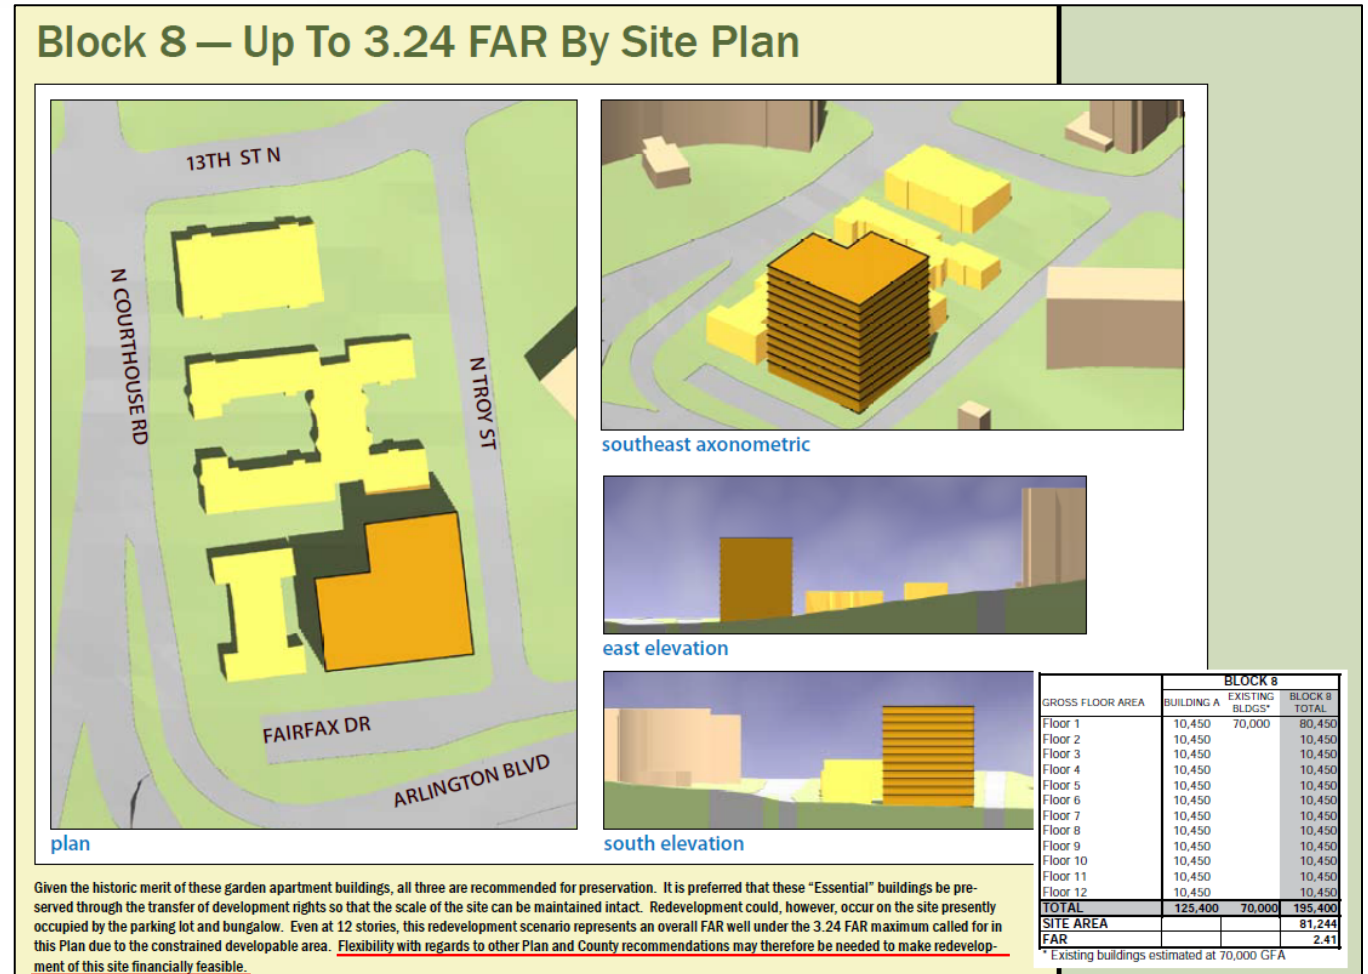 Block 8 — Up To 3.24 FAR By Site Plan
13TH ST N
N COURTHOUSE RD
N TROY ST
FAIRFAX DR
ARLINGTON BLVD
plan
southeast axonometric
east elevation
south elevation
BLOCK 8
GROSS FLOOR AREA BUILDING A EXISTING BLDGS* BLOCK 8 TOTAL
Floor 1 10,450 70,000 80,450
Floor 2 10,450 10,450
Floor 3 10,450 10,450
Floor 4 10,450 10,450
Floor 5 10,450 10,450
Floor 6 10,450 10,450
Floor 7 10,450 10,450
Floor 8 10,450 10,450
Floor 9 10,450 10,450
Floor 10 10,450 10,450
Floor 11 10,450 10,450
Floor 12 10,450 10,450
TOTAL 125,400 70,000 195,400
SITE AREA 81,244
FAR 2.41
* Existing buildings estimated at 70,000 GFA
Given the historic merit of these garden apartment buildings, all three are recommended for preservation. It is preferred that these “Essential” buildings be pre-
served through the transfer of development rights so that the scale of the site can be maintained intact. Redevelopment could, however, occur on the site presently
occupied by the parking lot and bungalow. Even at 12 stories, this redevelopment scenario represents an overall FAR well under the 3.24 FAR maximum called for in
this Plan due to the constrained developable area. Flexibility with regards to other Plan and County recommendations may therefore be needed to make redevelop-
ment of this site financially feasible.